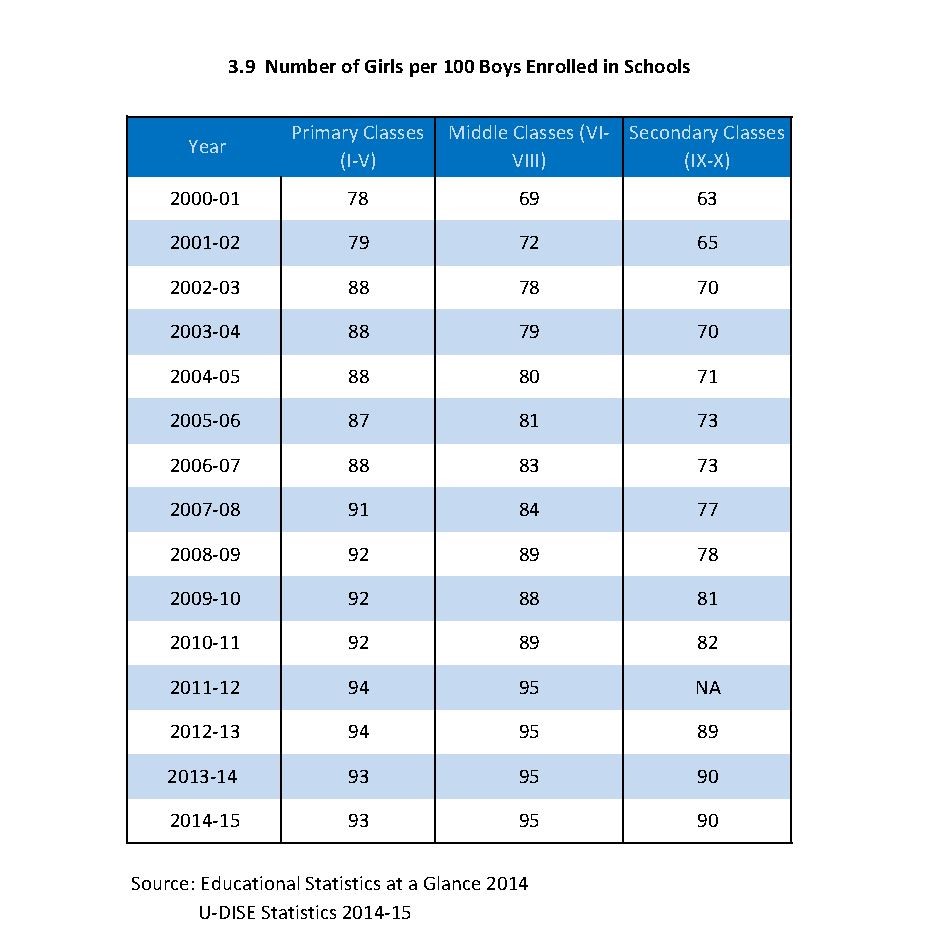 3.9 Number of Girls per 100 Boys Enrolled in Schools
Year Primary Classes (I-V) Middle Classes (VI-VIII) Secondary Classes (IX-X)
2000-01 78 69 63
2001-02 79 72 65
2002-03 88 78 70
2003-04 88 79 70
2004-05 88 80 71
2005-06 87 81 73
2006-07 88 83 73
2007-08 91 84 77
2008-09 92 89 78
2009-10 92 88 81
2010-11 92 89 82
2011-12 94 95 NA
2012-13 94 95 89
2013-14 93 95 90
2014-15 93 95 90
Source: Educational Statistics at a Glance 2014
U-DISE Statistics 2014-15